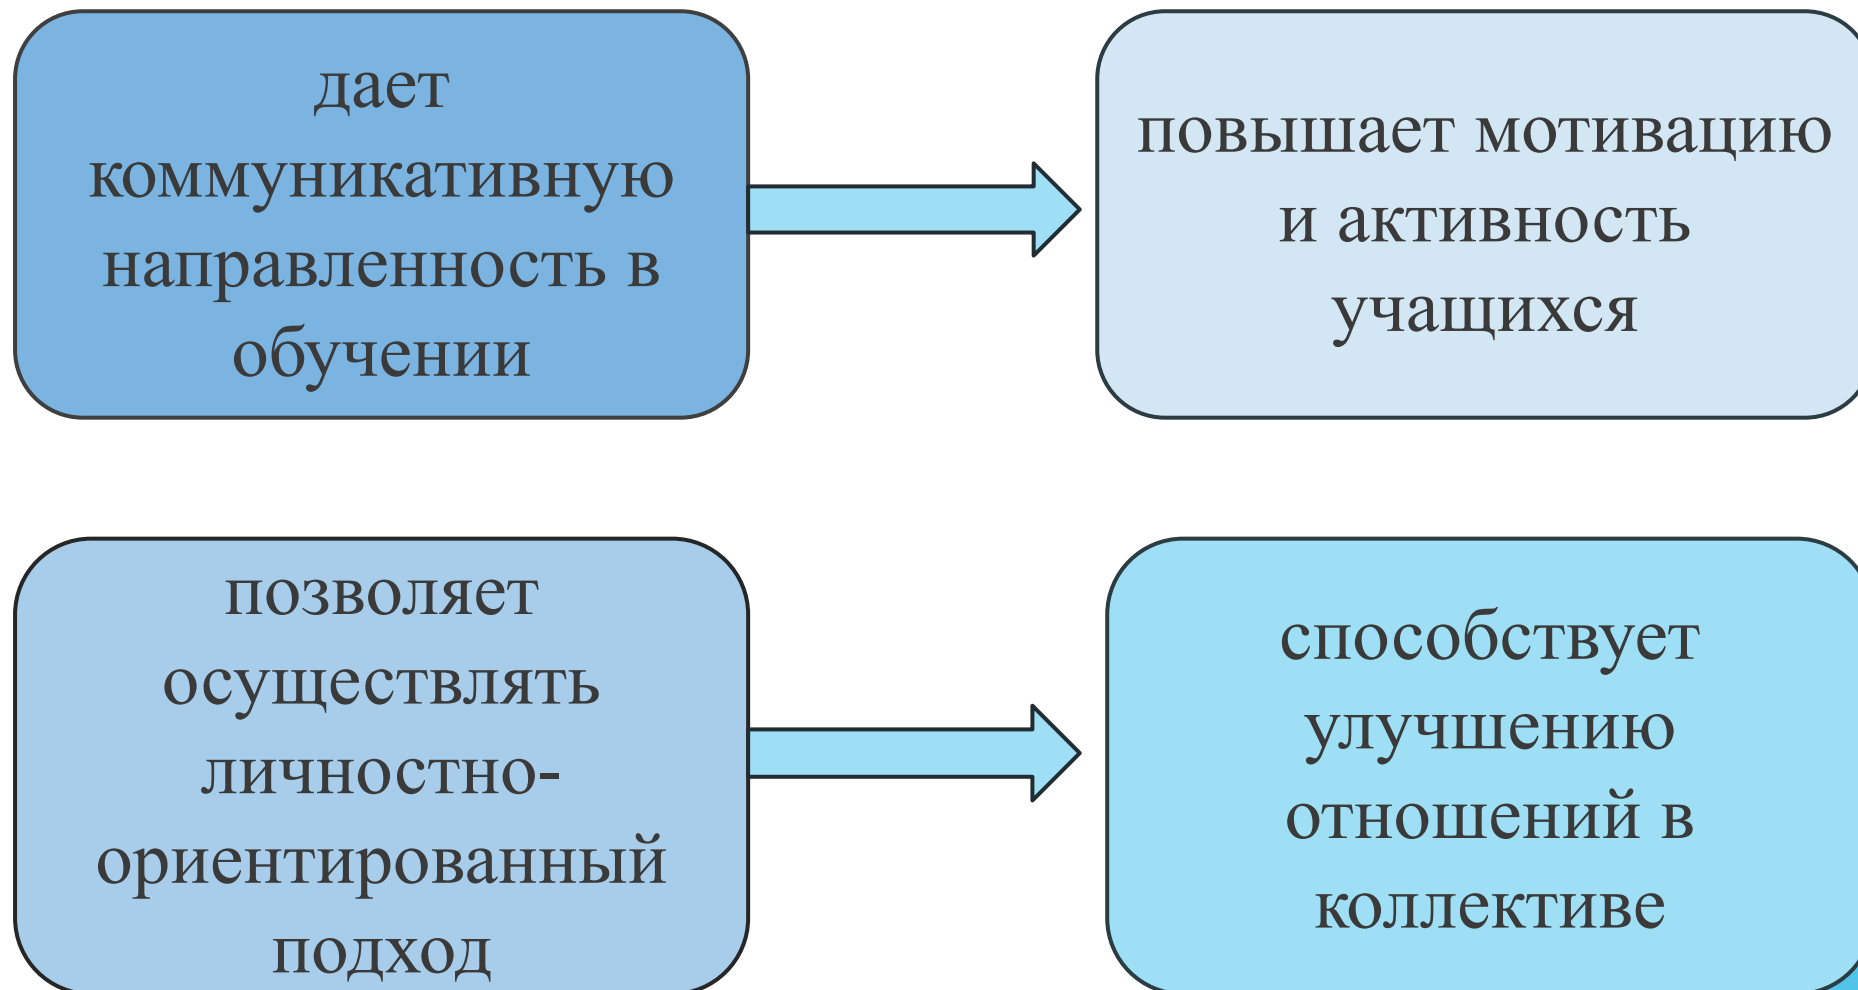 дает
коммуникативную
направленность в
обучении
повышает мотивацию
и активность
учащихся
позволяет
осуществлять
личностно-
ориентированный
подход
способствует
улучшению
отношений в
коллективе